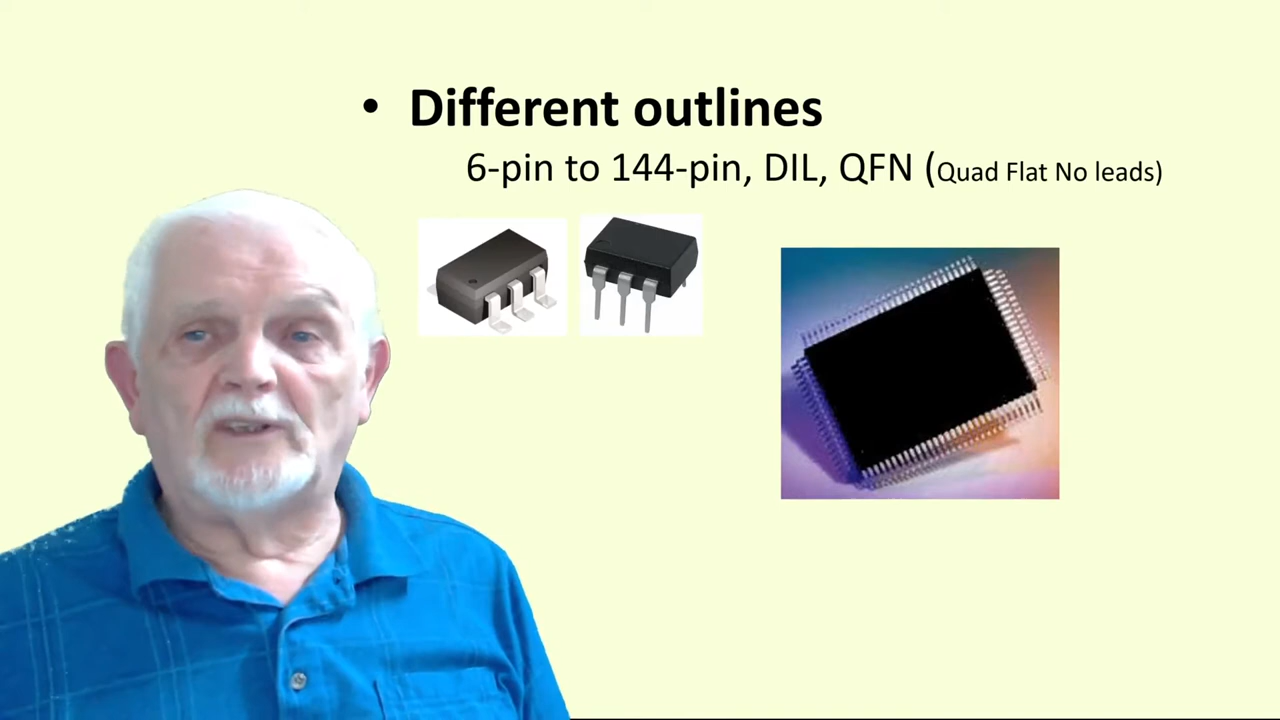 • Different outlines
6-pin to 144-pin, DIL, QFN (Quad Flat No leads)